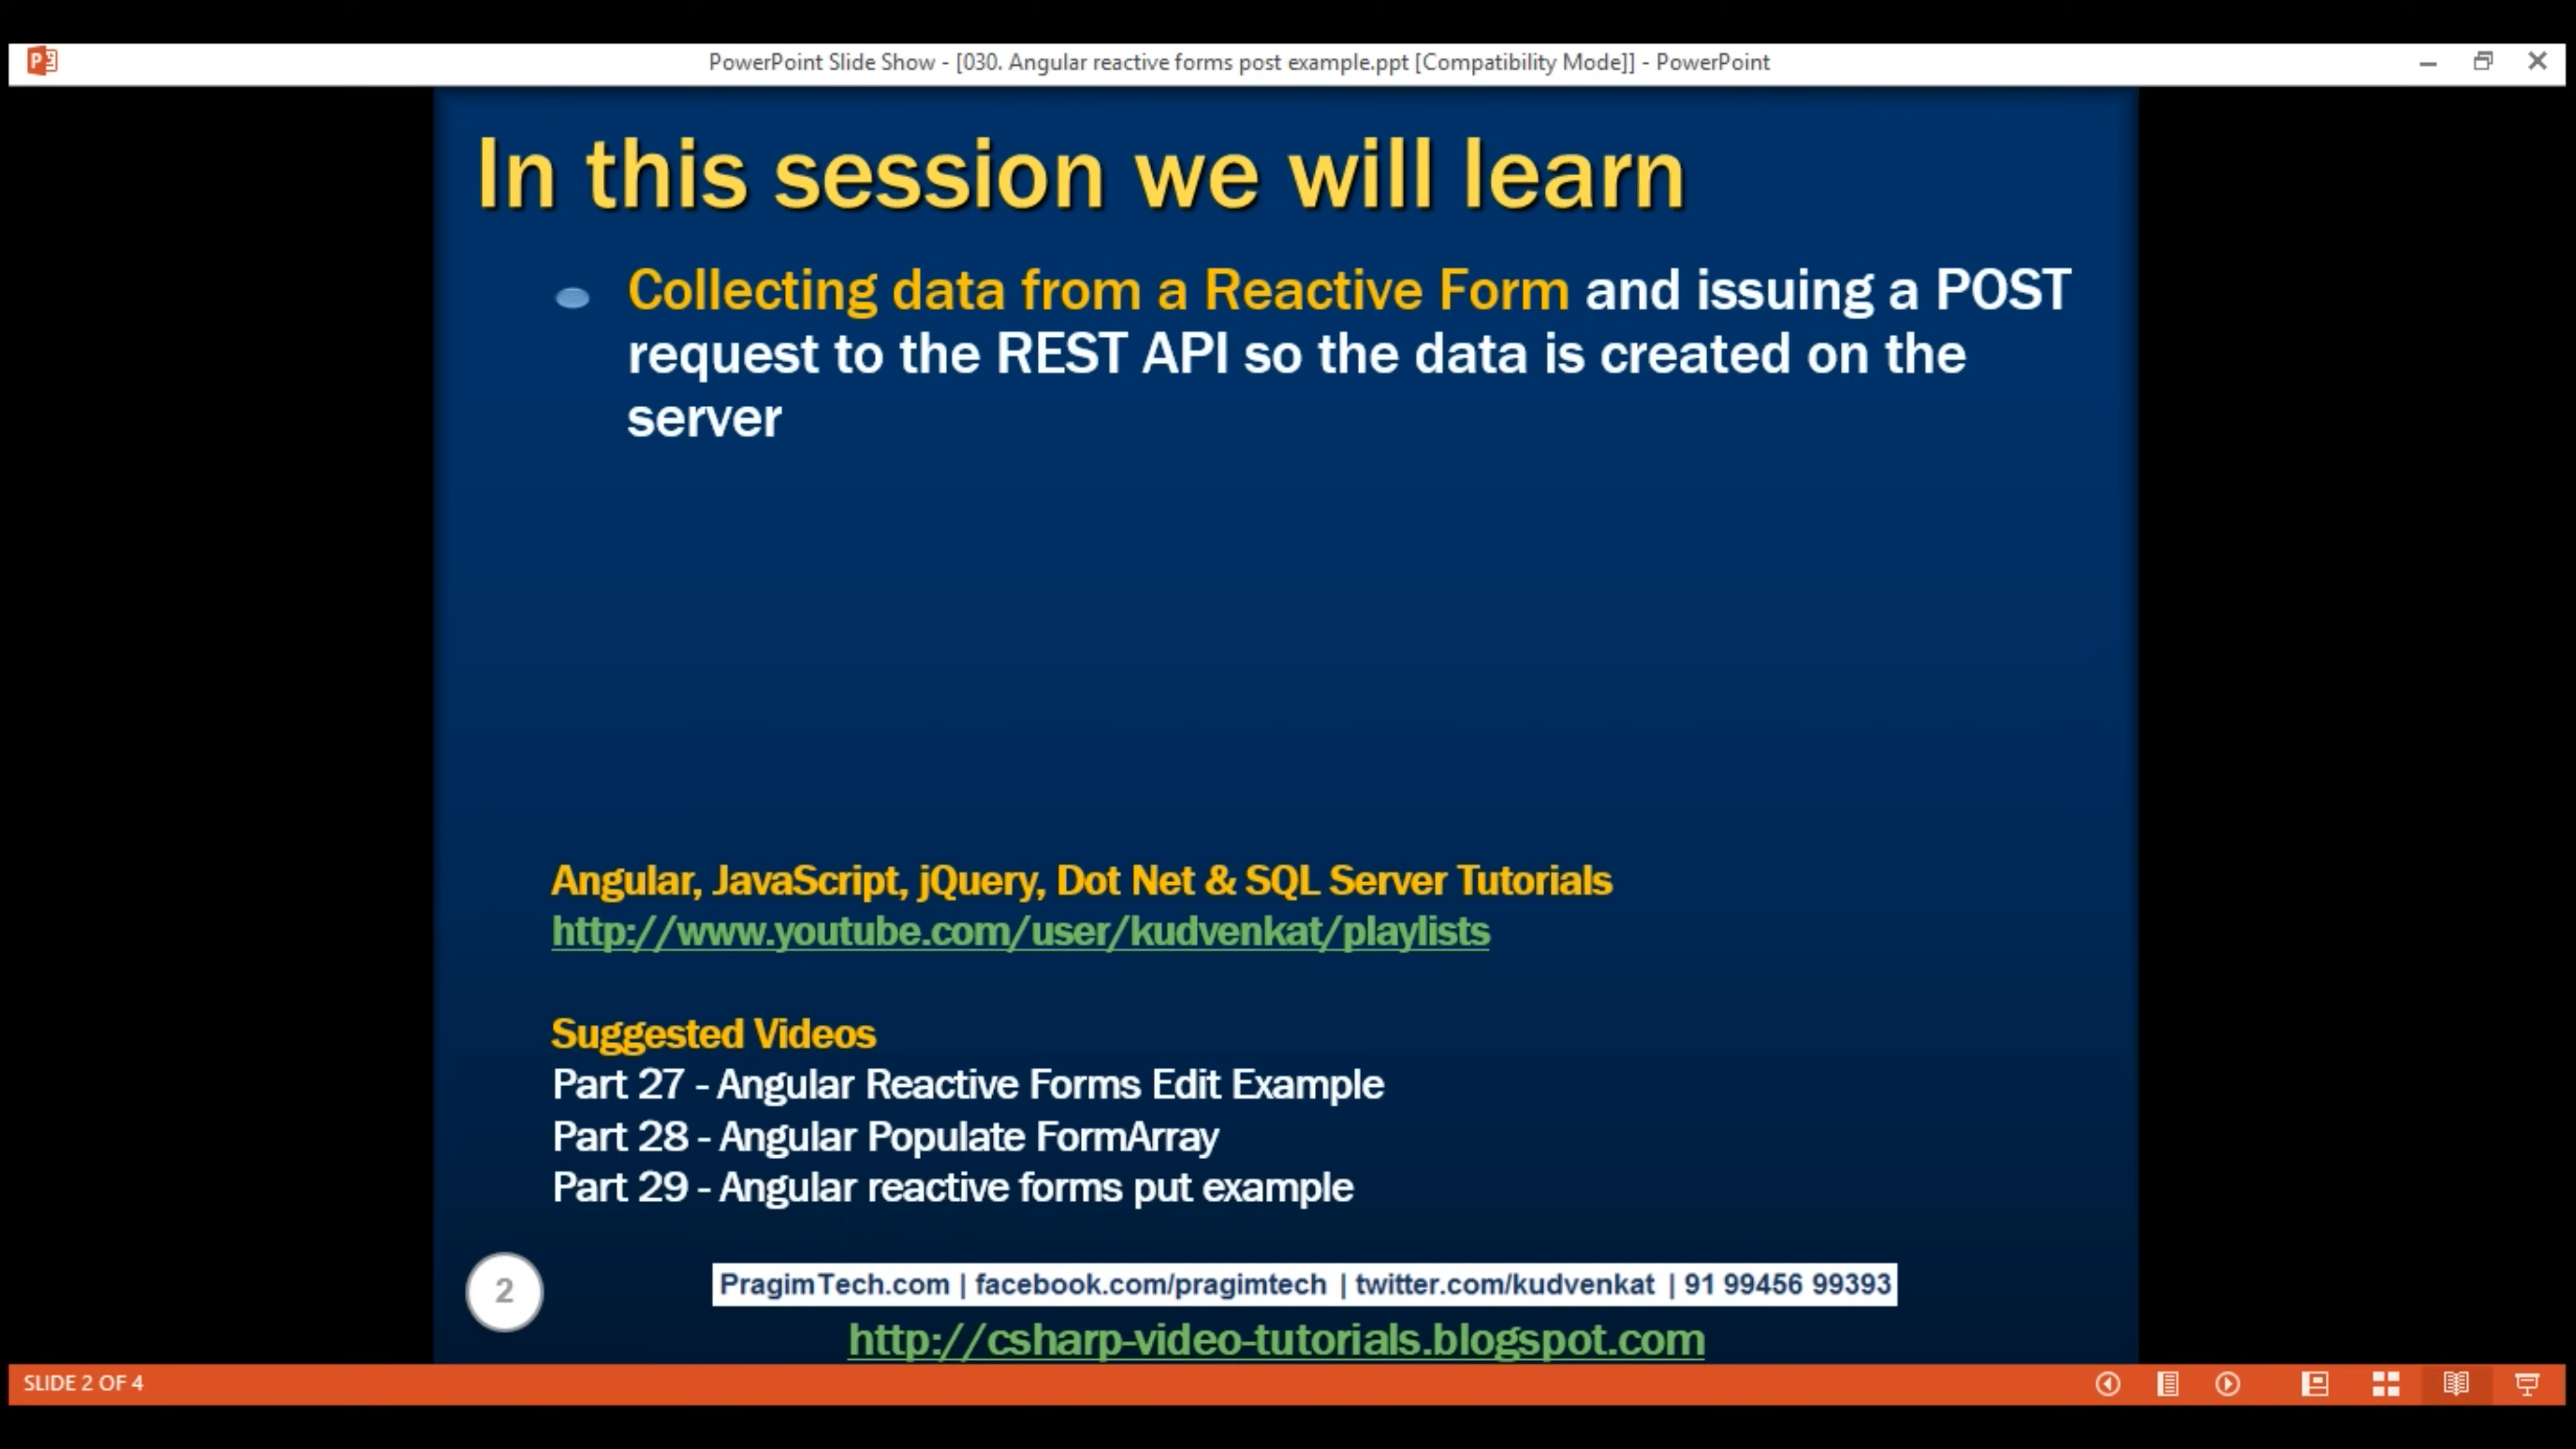 PowerPoint Slide Show - [030. Angular reactive forms post example.ppt [Compatibility Mode]] - PowerPoint
In this session we will learn
Collecting data from a Reactive Form and issuing a POST
request to the REST API so the data is created on the
server
Angular, JavaScript, jQuery, Dot Net & SQL Server Tutorials
http://www.youtube.com/user/kudvenkat/playlists
Suggested Videos
Part 27 - Angular Reactive Forms Edit Example
Part 28 - Angular Populate FormArray
Part 29 - Angular reactive forms put example
2
PragimTech.com | facebook.com/pragimtech | twitter.com/kudvenkat | 91 99456 99393
http://csharp-video-tutorials.blogspot.com
SLIDE 2 OF 4